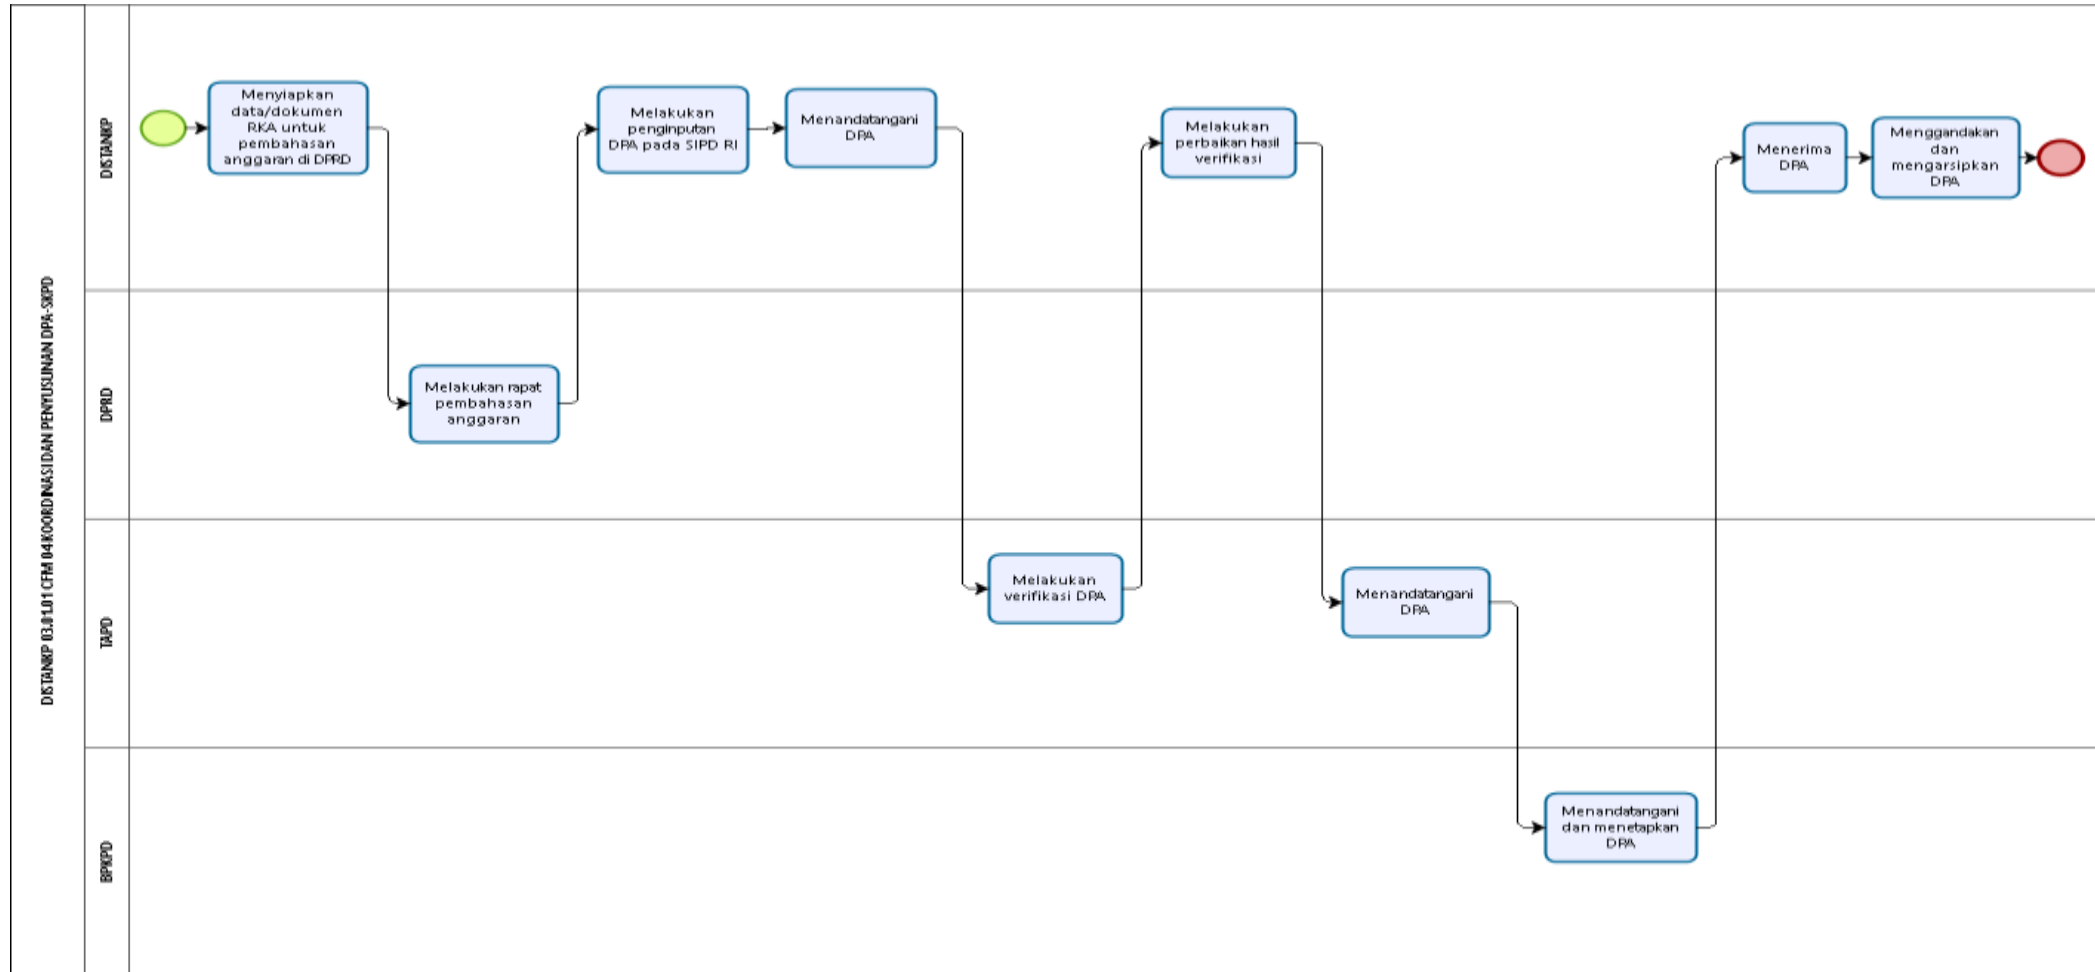 DISTANKP 03.01.01 CFM 04 KOORDINASI DAN PENYUSUNAN DPA-SKPD
DISTANKP
Menyiapkan
data/dokumen
RKA untuk
pembahasan
anggaran di DPRD
Melakukan
penginputan
DPA pada SIPD RI
Menandatangani
DPA
Melakukan
perbaikan hasil
verifikasi
Menerima
DPA
Menggandakan
dan
mengarsipkan
DPA
DPRD
Melakukan rapat
pembahasan
anggaran
TAPD
Melakukan
verifikasi DPA
Menandatangani
DPA
BPKPD
Menandatangani
dan menetapkan
DPA